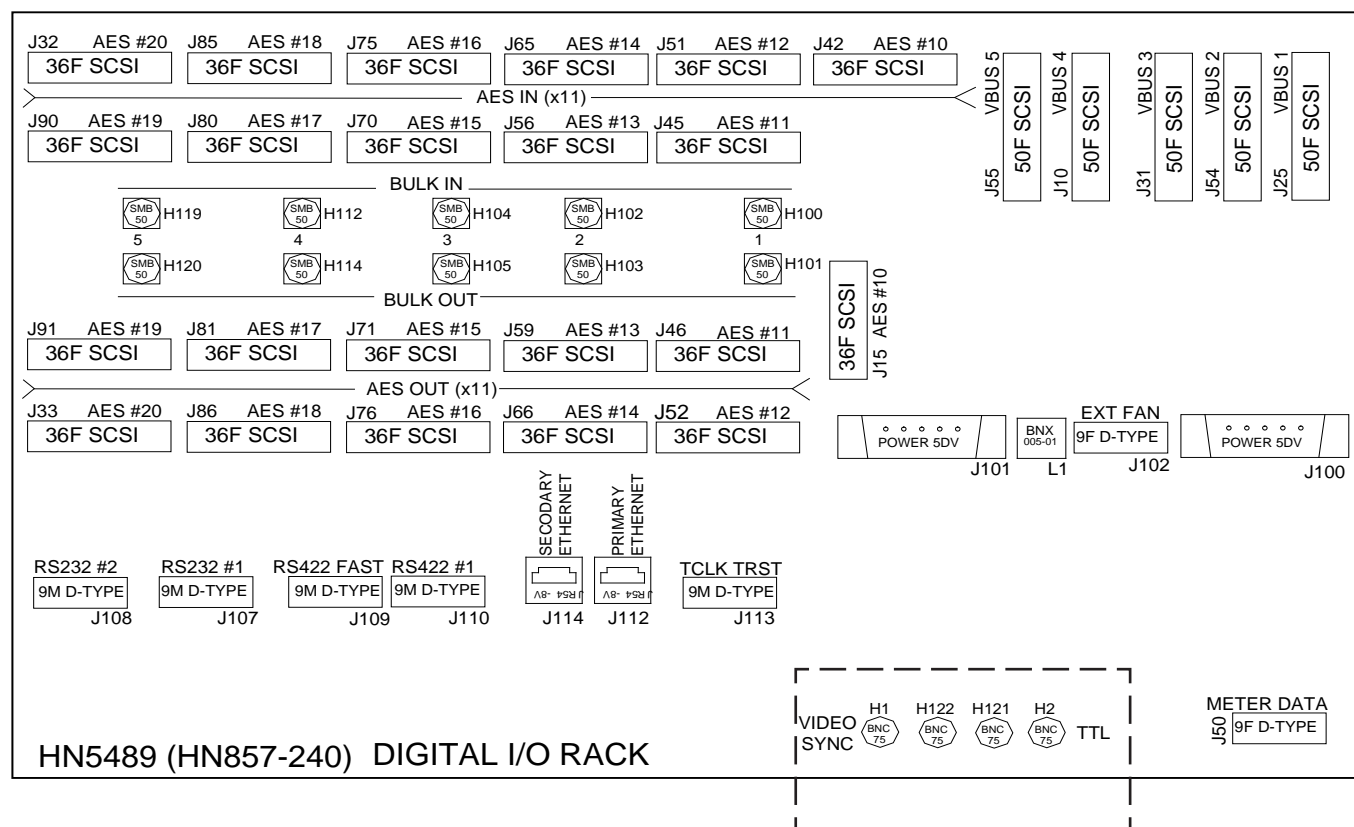 J32 AES #20 J85 AES #18 J75 AES #16 J65 AES #14 J51 AES #12 J42 AES #10
36F SCSI 36F SCSI 36F SCSI 36F SCSI 36F SCSI 36F SCSI
AES IN (x11)
J90 AES #19 J80 AES #17 J70 AES #15 J56 AES #13 J45 AES #11
36F SCSI 36F SCSI 36F SCSI 36F SCSI 36F SCSI
J55 VBUS 5
50F SCSI
J10 VBUS 4
50F SCSI
J31 VBUS 3
50F SCSI
J54 VBUS 2
50F SCSI
J25 VBUS 1
50F SCSI
BULK IN
SMB 50 H119 SMB 50 H112 SMB 50 H104 SMB 50 H102 SMB 50 H100
5 4 3 2 1
SMB 50 H120 SMB 50 H114 SMB 50 H105 SMB 50 H103 SMB 50 H101
BULK OUT
36F SCSI
J15 AES #10
J91 AES #19 J81 AES #17 J71 AES #15 J59 AES #13 J46 AES #11
36F SCSI 36F SCSI 36F SCSI 36F SCSI 36F SCSI
AES OUT (x11)
J33 AES #20 J86 AES #18 J76 AES #16 J66 AES #14 J52 AES #12
36F SCSI 36F SCSI 36F SCSI 36F SCSI 36F SCSI
POWER 5DV
J101
BNX
005-01
L1
EXT FAN
9F D-TYPE
J102
POWER 5DV
J100
RS232 #2
9M D-TYPE
J108
RS232 #1
9M D-TYPE
J107
RS422 FAST
9M D-TYPE
J109
RS422 #1
9M D-TYPE
J110
SECODARY
ETHERNET
JR54 -8V
J114
PRIMARY
ETHERNET
JR54 -8V
J112
TCLK TRST
9M D-TYPE
J113
VIDEO
SYNC
H1 H122 H121 H2
BNC 75 BNC 75 BNC 75 BNC 75
TTL
METER DATA
J50 9F D-TYPE
HN5489 (HN857-240) DIGITAL I/O RACK